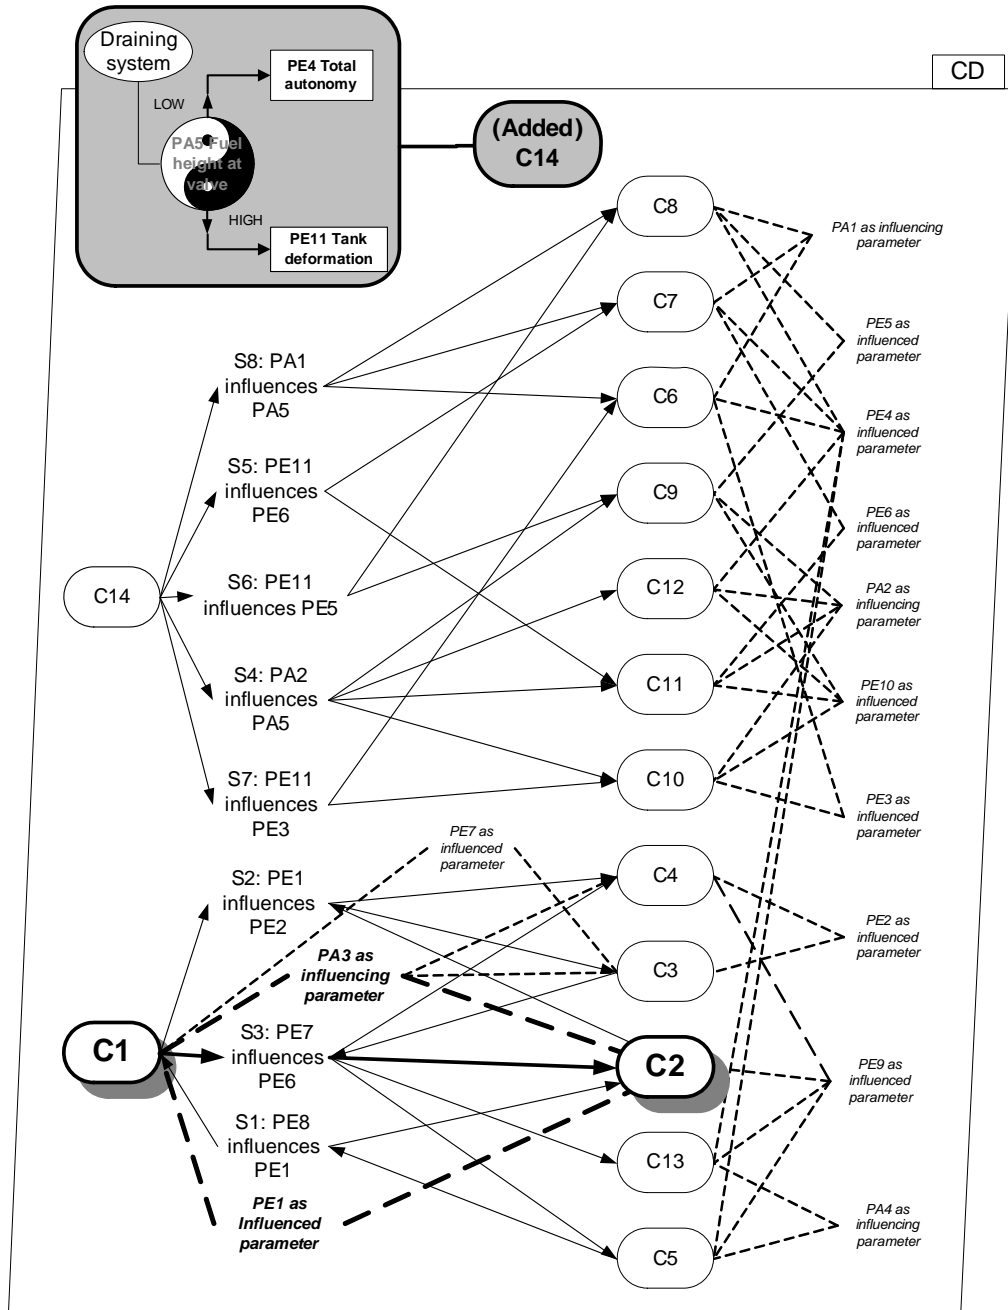 Draining
system
PE4 Total
autonomy
LOW
PA5 Fuel
height at
valve
HIGH
PE11 Tank
deformation
(Added)
C14
CD
C8
PA1 as influencing
parameter
C7
PE5 as
influenced
parameter
S8: PA1
influences
PA5
C6
PE4 as
influenced
parameter
S5: PE11
influences
PE6
C9
PE6 as
influenced
parameter
C14
S6: PE11
influences PE5
C12
PA2 as
influencing
parameter
S4: PA2
influences
PA5
C11
PE10 as
influenced
parameter
S7: PE11
influences
PE3
C10
PE3 as
influenced
parameter
PE7 as
influenced
parameter
S2: PE1
influences
PE2
C4
PE2 as
influenced
parameter
PA3 as
influencing
parameter
C3
C1
S3: PE7
influences
PE6
C2
PE9 as
influenced
parameter
S1: PE8
influences
PE1
C13
PE1 as
Influenced
parameter
PA4 as
influencing
parameter
C5